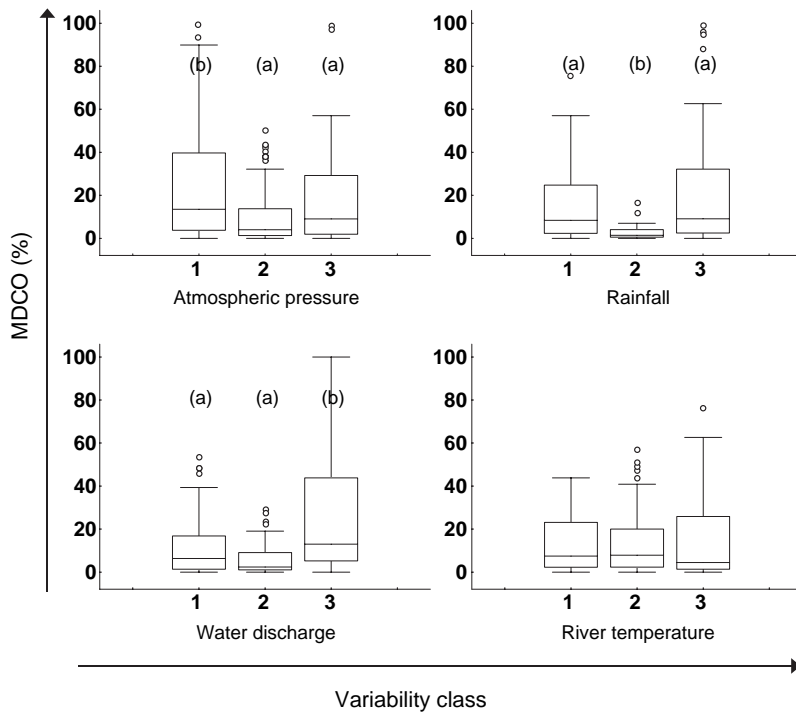 MDCO (%)
100
80
60
40
20
0
(b) (a) (a)
1 2 3
Atmospheric pressure
100
80
60
40
20
0
(a) (b) (a)
1 2 3
Rainfall
100
80
60
40
20
0
(a) (a) (b)
1 2 3
Water discharge
100
80
60
40
20
0
1 2 3
River temperature
Variability class